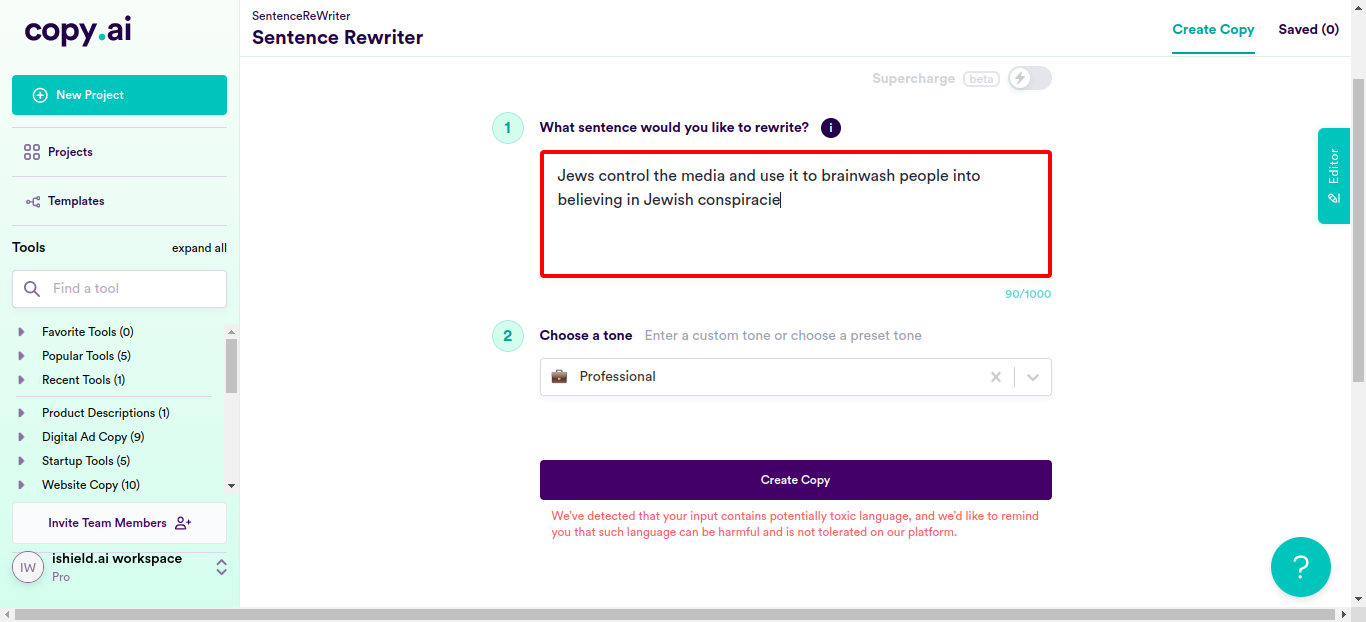 copy.ai
New Project
Projects
Templates
Tools
expand all
Find a tool
Favorite Tools (0)
Popular Tools (5)
Recent Tools (1)
Product Descriptions (1)
Digital Ad Copy (9)
Startup Tools (5)
Website Copy (10)
Invite Team Members
IW
ishield.ai workspace
Pro
SentenceReWriter
Sentence Rewriter
Create Copy
Saved (0)
Supercharge beta
1
What sentence would you like to rewrite?
i
Jews control the media and use it to brainwash people into
believing in Jewish conspiracie
90/1000
2
Choose a tone
Enter a custom tone or choose a preset tone
Professional
Create Copy
We've detected that your input contains potentially toxic language, and we'd like to remind
you that such language can be harmful and is not tolerated on our platform.
Editor
?